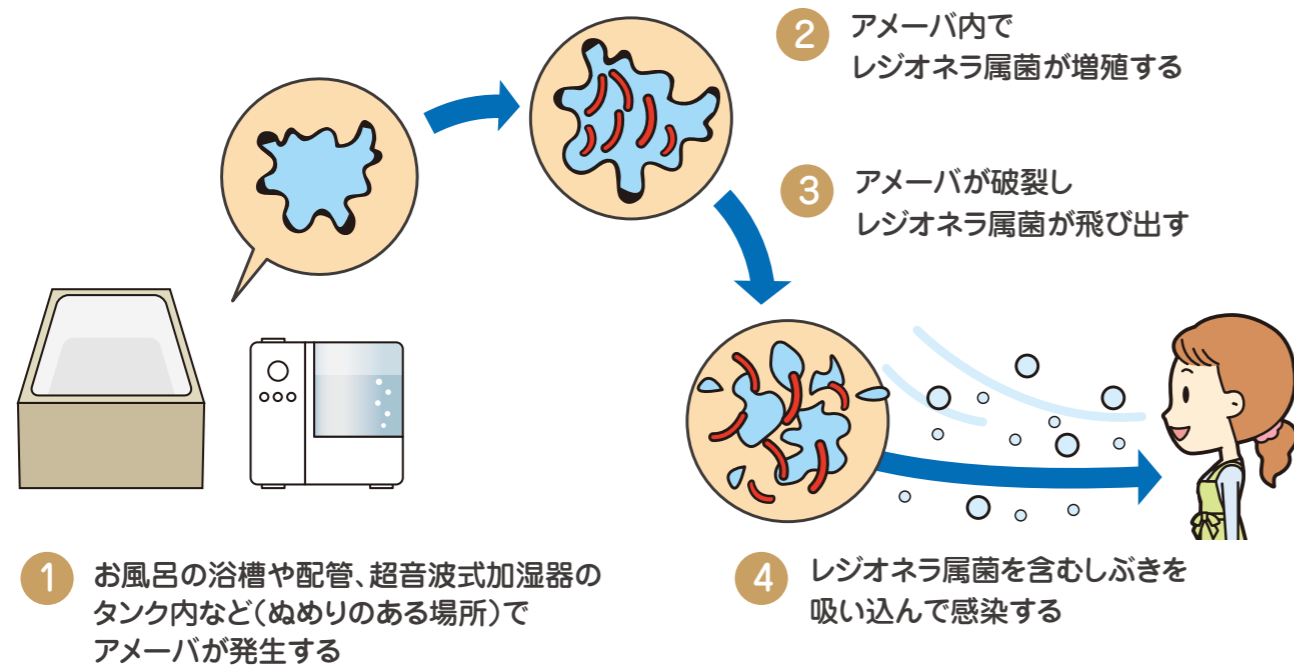 1 お風呂の浴槽や配管、超音波式加湿器の
タンク内など（ぬめりのある場所）で
アメーバが発生する
2 アメーバ内で
レジオネラ属菌が増殖する
3 アメーバが破裂し
レジオネラ属菌が飛び出す
4 レジオネラ属菌を含むしぶきを
吸い込んで感染する